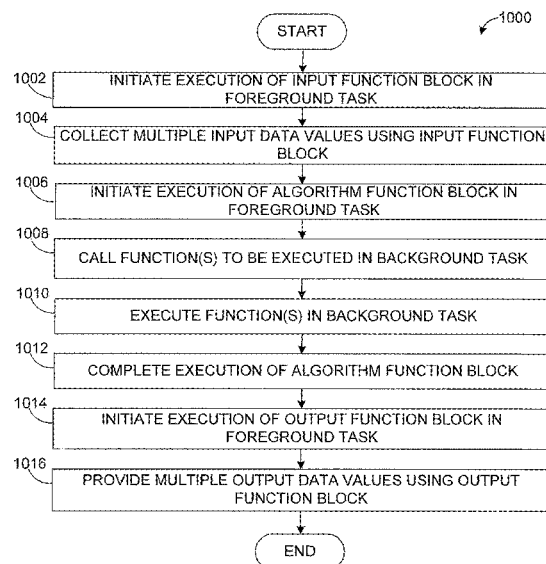 START
1000
1002
INITIATE EXECUTION OF INPUT FUNCTION BLOCK IN
FOREGROUND TASK
1004
COLLECT MULTIPLE INPUT DATA VALUES USING INPUT FUNCTION
BLOCK
1006
INITIATE EXECUTION OF ALGORITHM FUNCTION BLOCK IN
FOREGROUND TASK
1008
CALL FUNCTION(S) TO BE EXECUTED IN BACKGROUND TASK
1010
EXECUTE FUNCTION(S) IN BACKGROUND TASK
1012
COMPLETE EXECUTION OF ALGORITHM FUNCTION BLOCK
1014
INITIATE EXECUTION OF OUTPUT FUNCTION BLOCK IN
FOREGROUND TASK
1016
PROVIDE MULTIPLE OUTPUT DATA VALUES USING OUTPUT
FUNCTION BLOCK
END